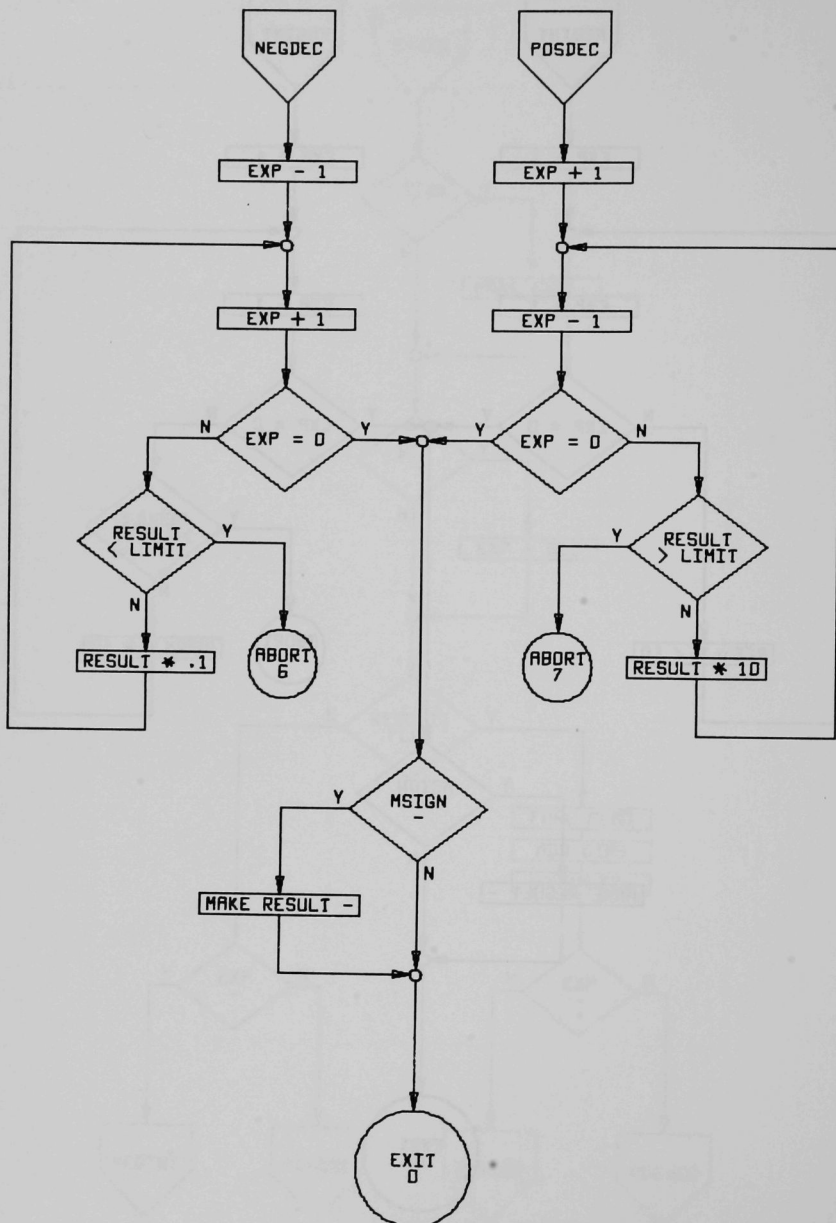 NEGDEC
POSDEC
EXP - 1
EXP + 1
EXP + 1
EXP - 1
N
EXP = 0
Y
Y
EXP = 0
N
RESULT
< LIMIT
Y
N
Y
RESULT
> LIMIT
N
RESULT * .1
ABORT
6
ABORT
7
RESULT * 10
Y
MSIGN
-
N
MAKE RESULT -
EXIT
0